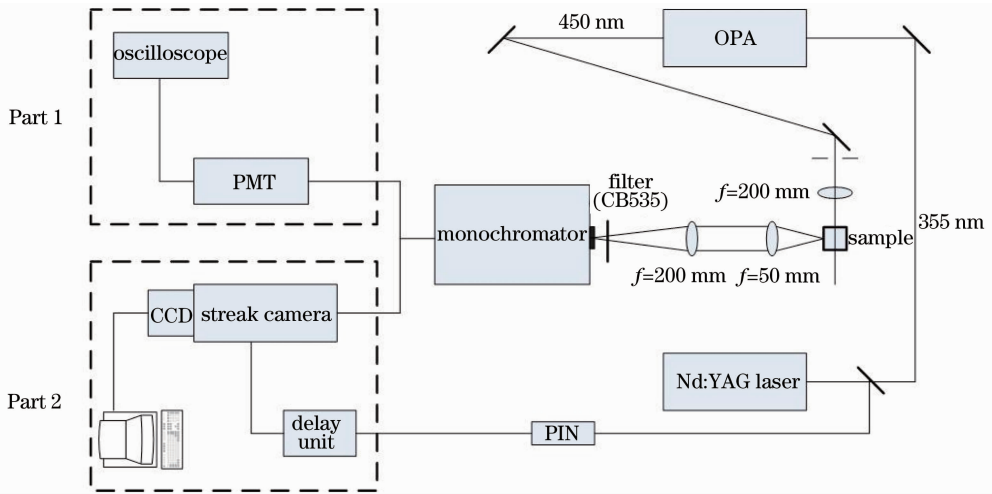 450 nm
OPA
oscilloscope
Part 1
PMT
filter
(CB535)
f=200 mm
monochromator
sample
355 nm
f=200 mm
f=50 mm
CCD
streak camera
Nd:YAG laser
Part 2
delay
unit
PIN